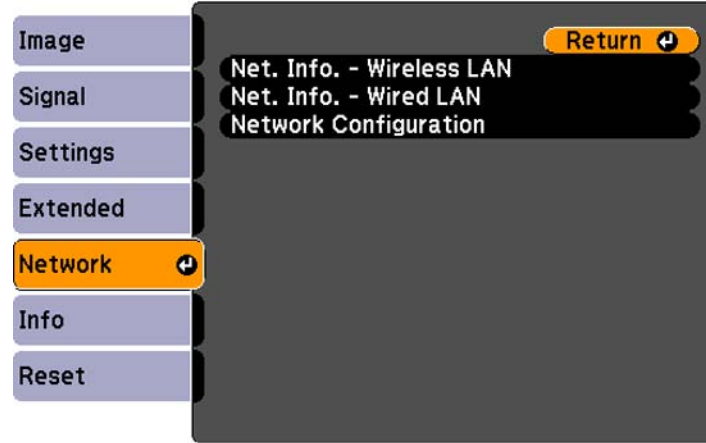 Image
Signal
Settings
Extended
Network
Info
Reset
Return
Net. Info. - Wireless LAN
Net. Info. - Wired LAN
Network Configuration